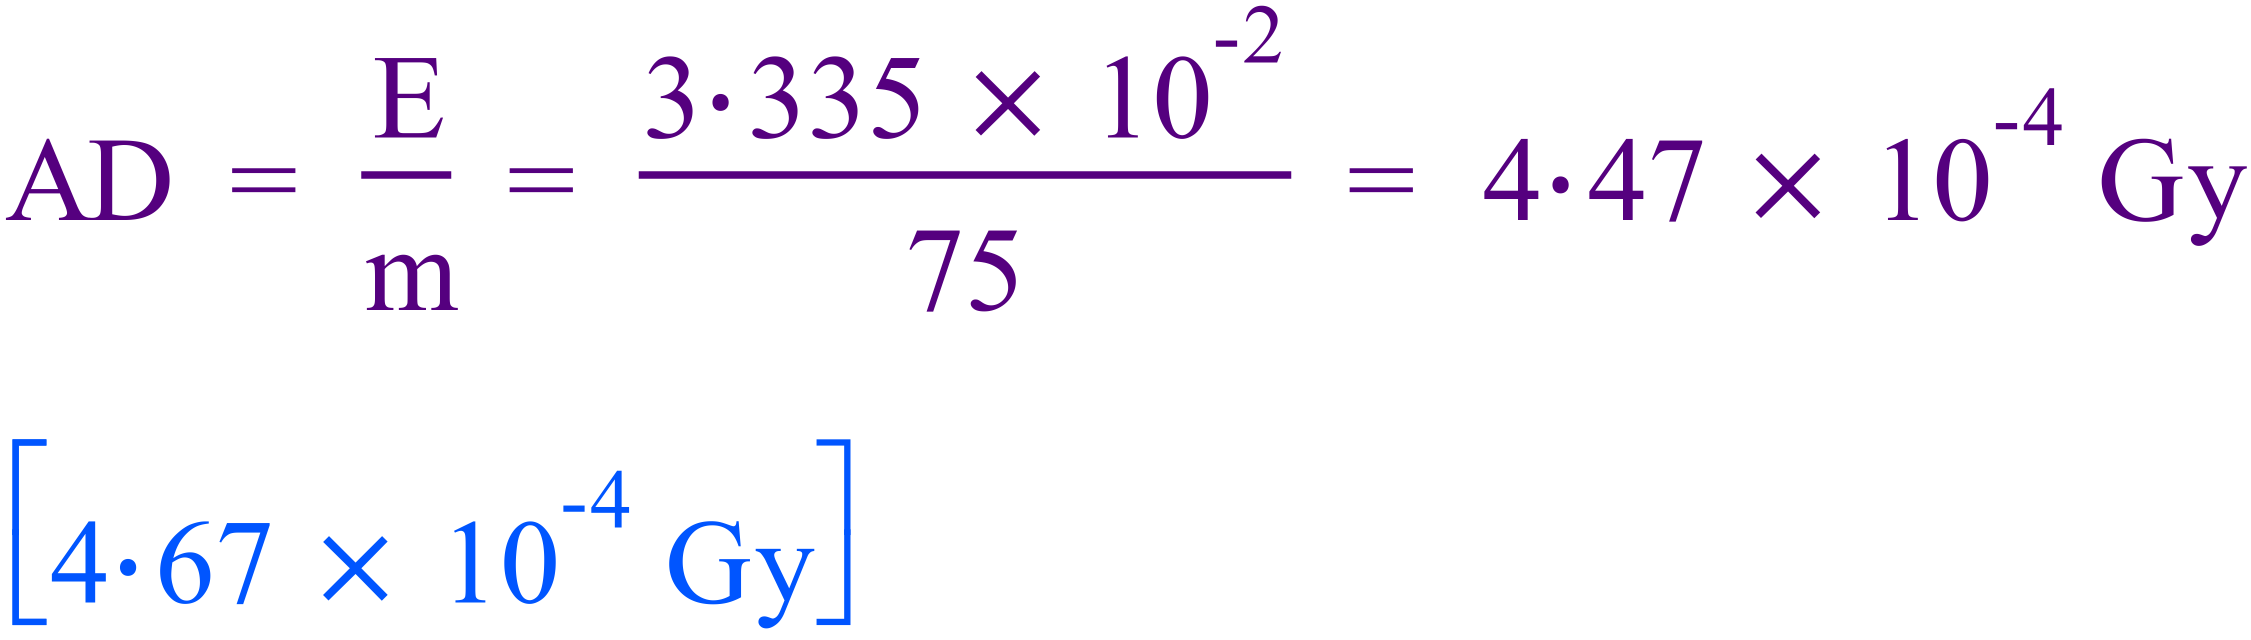 AD = E/m = 3·335 × 10^-2 / 75 = 4·47 × 10^-4 Gy
[4·67 × 10^-4 Gy]